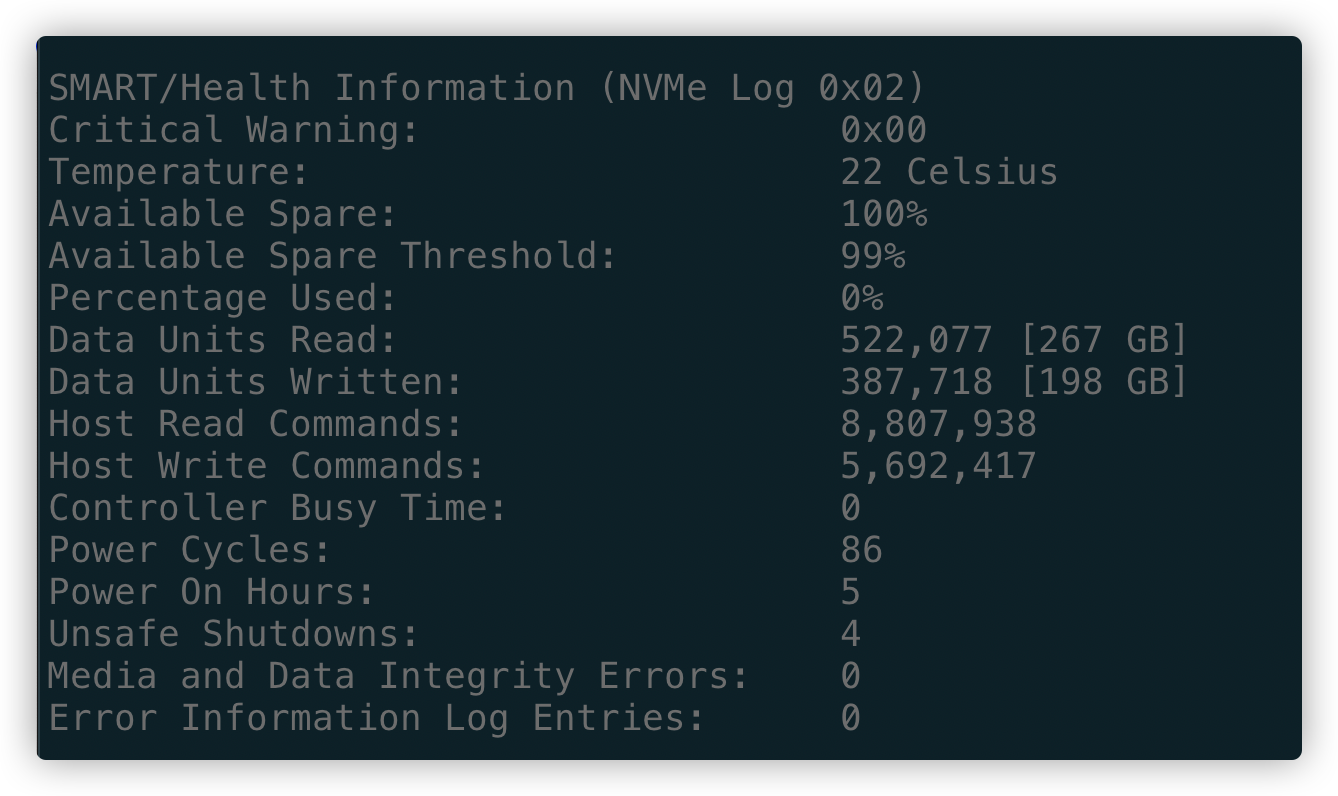 SMART/Health Information (NVMe Log 0x02)
Critical Warning: 0x00
Temperature: 22 Celsius
Available Spare: 100%
Available Spare Threshold: 99%
Percentage Used: 0%
Data Units Read: 522,077 [267 GB]
Data Units Written: 387,718 [198 GB]
Host Read Commands: 8,807,938
Host Write Commands: 5,692,417
Controller Busy Time: 0
Power Cycles: 86
Power On Hours: 5
Unsafe Shutdowns: 4
Media and Data Integrity Errors: 0
Error Information Log Entries: 0